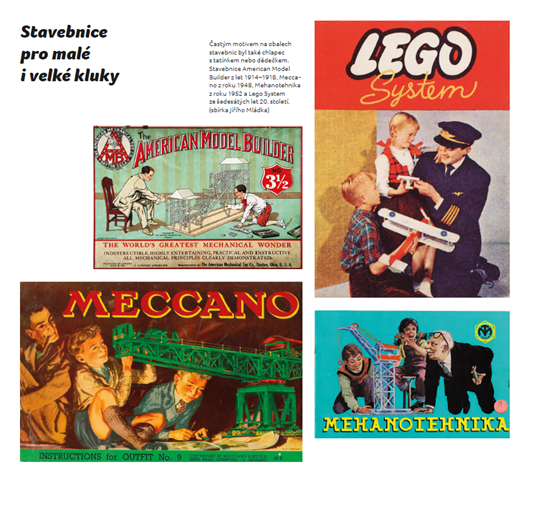 Stavebnice
pro malé
i velké kluky
Častým motivem na obalech
stavebnic byl také chlapec
s tatínkem nebo dědečkem.
Stavebnice American Model
Builder z let 1914–1918, Mecca-
no z roku 1948, Mehanotehnika
z roku 1952 a Lego System
ze šedesátých let 20. století.
(sbírka Jiřího Mládka)
LEGO
System
The
AMERICAN MODEL BUILDER
AMB
NO
3½
THE WORLD'S GREATEST MECHANICAL WONDER
INDESTRUCTIBLE, HIGHLY ENTERTAINING, PRACTICAL AND INSTRUCTIVE.
ALL MECHANICAL PRINCIPLES CLEARLY DEMONSTRATED.
The American Mechanical Toy Co., Dayton, Ohio, U. S. A.
MECCANO
INSTRUCTIONS for OUTFIT No. 9
MEHANOTEHNIKA